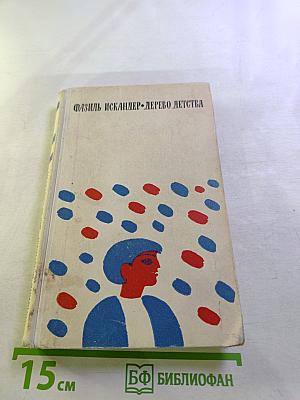 ФАЗИЛЬ ИСКАНДЕР•ДЕРЕВО ДЕТСТВА
15 см
БФ БИБЛИОФАН